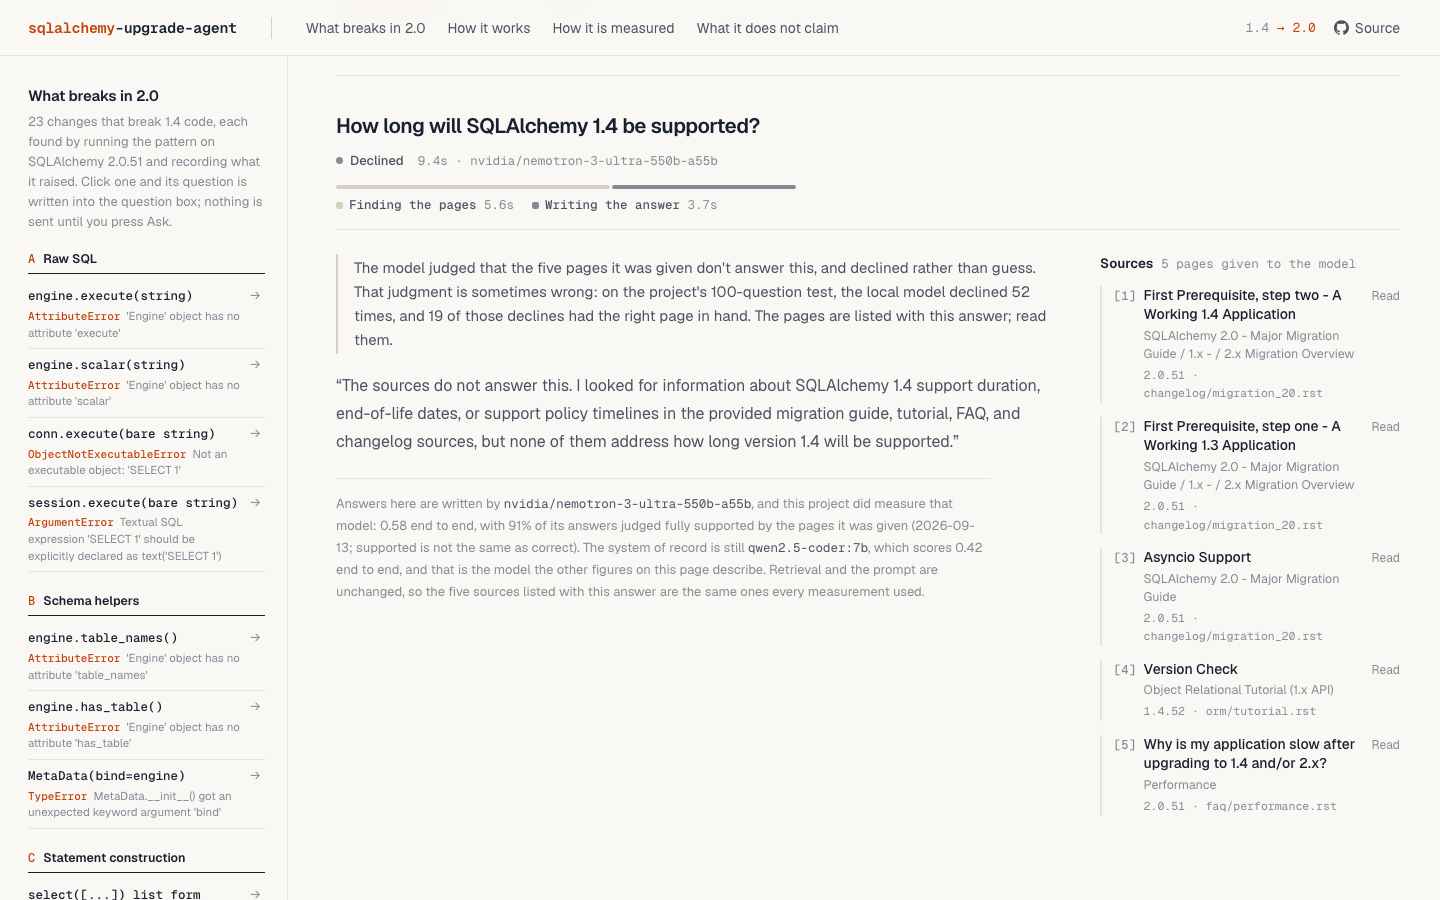 sqlalchemy-upgrade-agent
What breaks in 2.0
How it works
How it is measured
What it does not claim
1.4 → 2.0
Source
What breaks in 2.0
23 changes that break 1.4 code, each
found by running the pattern on
SQLAlchemy 2.0.51 and recording what
it raised. Click one and its question is
written into the question box; nothing is
sent until you press Ask.
A Raw SQL
engine.execute(string) →
AttributeError 'Engine' object has no
attribute 'execute'
engine.scalar(string) →
AttributeError 'Engine' object has no
attribute 'scalar'
conn.execute(bare string) →
ObjectNotExecutableError Not an
executable object: 'SELECT 1'
session.execute(bare string) →
ArgumentError Textual SQL
expression 'SELECT 1' should be
explicitly declared as text('SELECT 1')
B Schema helpers
engine.table_names() →
AttributeError 'Engine' object has no
attribute 'table_names'
engine.has_table() →
AttributeError 'Engine' object has no
attribute 'has_table'
MetaData(bind=engine) →
TypeError MetaData.__init__() got an
unexpected keyword argument 'bind'
C Statement construction
select([...]) list form →
How long will SQLAlchemy 1.4 be supported?
Declined 9.4s · nvidia/nemotron-3-ultra-550b-a55b
Finding the pages 5.6s Writing the answer 3.7s
The model judged that the five pages it was given don't answer this, and declined rather than guess.
That judgment is sometimes wrong: on the project's 100-question test, the local model declined 52
times, and 19 of those declines had the right page in hand. The pages are listed with this answer; read
them.
“The sources do not answer this. I looked for information about SQLAlchemy 1.4 support duration,
end-of-life dates, or support policy timelines in the provided migration guide, tutorial, FAQ, and
changelog sources, but none of them address how long version 1.4 will be supported.”
Answers here are written by nvidia/nemotron-3-ultra-550b-a55b, and this project did measure that
model: 0.58 end to end, with 91% of its answers judged fully supported by the pages it was given (2026-09-
13; supported is not the same as correct). The system of record is still qwen2.5-coder:7b, which scores 0.42
end to end, and that is the model the other figures on this page describe. Retrieval and the prompt are
unchanged, so the five sources listed with this answer are the same ones every measurement used.
Sources 5 pages given to the model
[1] First Prerequisite, step two - A Read
Working 1.4 Application
SQLAlchemy 2.0 - Major Migration
Guide / 1.x - / 2.x Migration Overview
2.0.51 ·
changelog/migration_20.rst
[2] First Prerequisite, step one - A Read
Working 1.3 Application
SQLAlchemy 2.0 - Major Migration
Guide / 1.x - / 2.x Migration Overview
2.0.51 ·
changelog/migration_20.rst
[3] Asyncio Support Read
SQLAlchemy 2.0 - Major Migration
Guide
2.0.51 ·
changelog/migration_20.rst
[4] Version Check Read
Object Relational Tutorial (1.x API)
1.4.52 · orm/tutorial.rst
[5] Why is my application slow after Read
upgrading to 1.4 and/or 2.x?
Performance
2.0.51 · faq/performance.rst